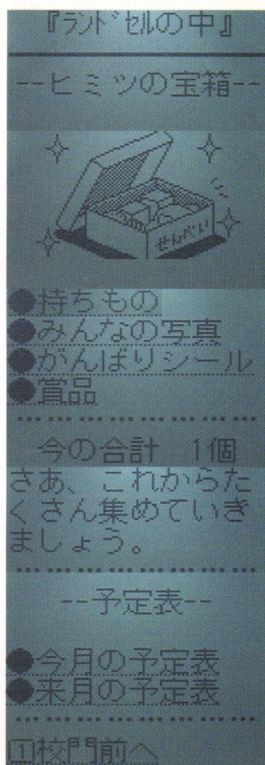 『ﾗﾝﾄﾞｾﾙの中』
--ヒミツの宝箱--
せんべい
●持ちもの
●みんなの写真
●がんばりシール
●賞品
今の合計 1個
さあ、これからた
くさん集めていき
ましょう。
--予定表--
●今月の予定表
●来月の予定表
1校門前へ